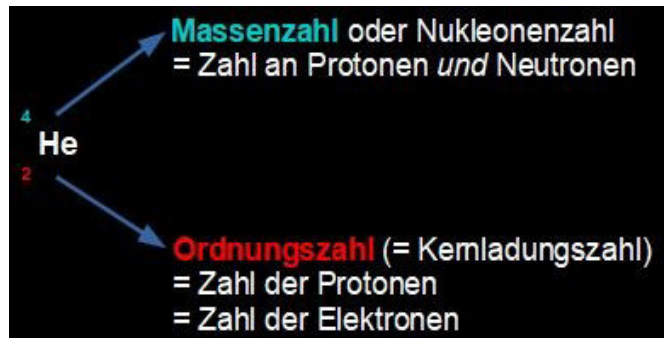 Massenzahl oder Nukleonenzahl
= Zahl an Protonen und Neutronen
4
He
2
Ordnungszahl (= Kernladungszahl)
= Zahl der Protonen
= Zahl der Elektronen